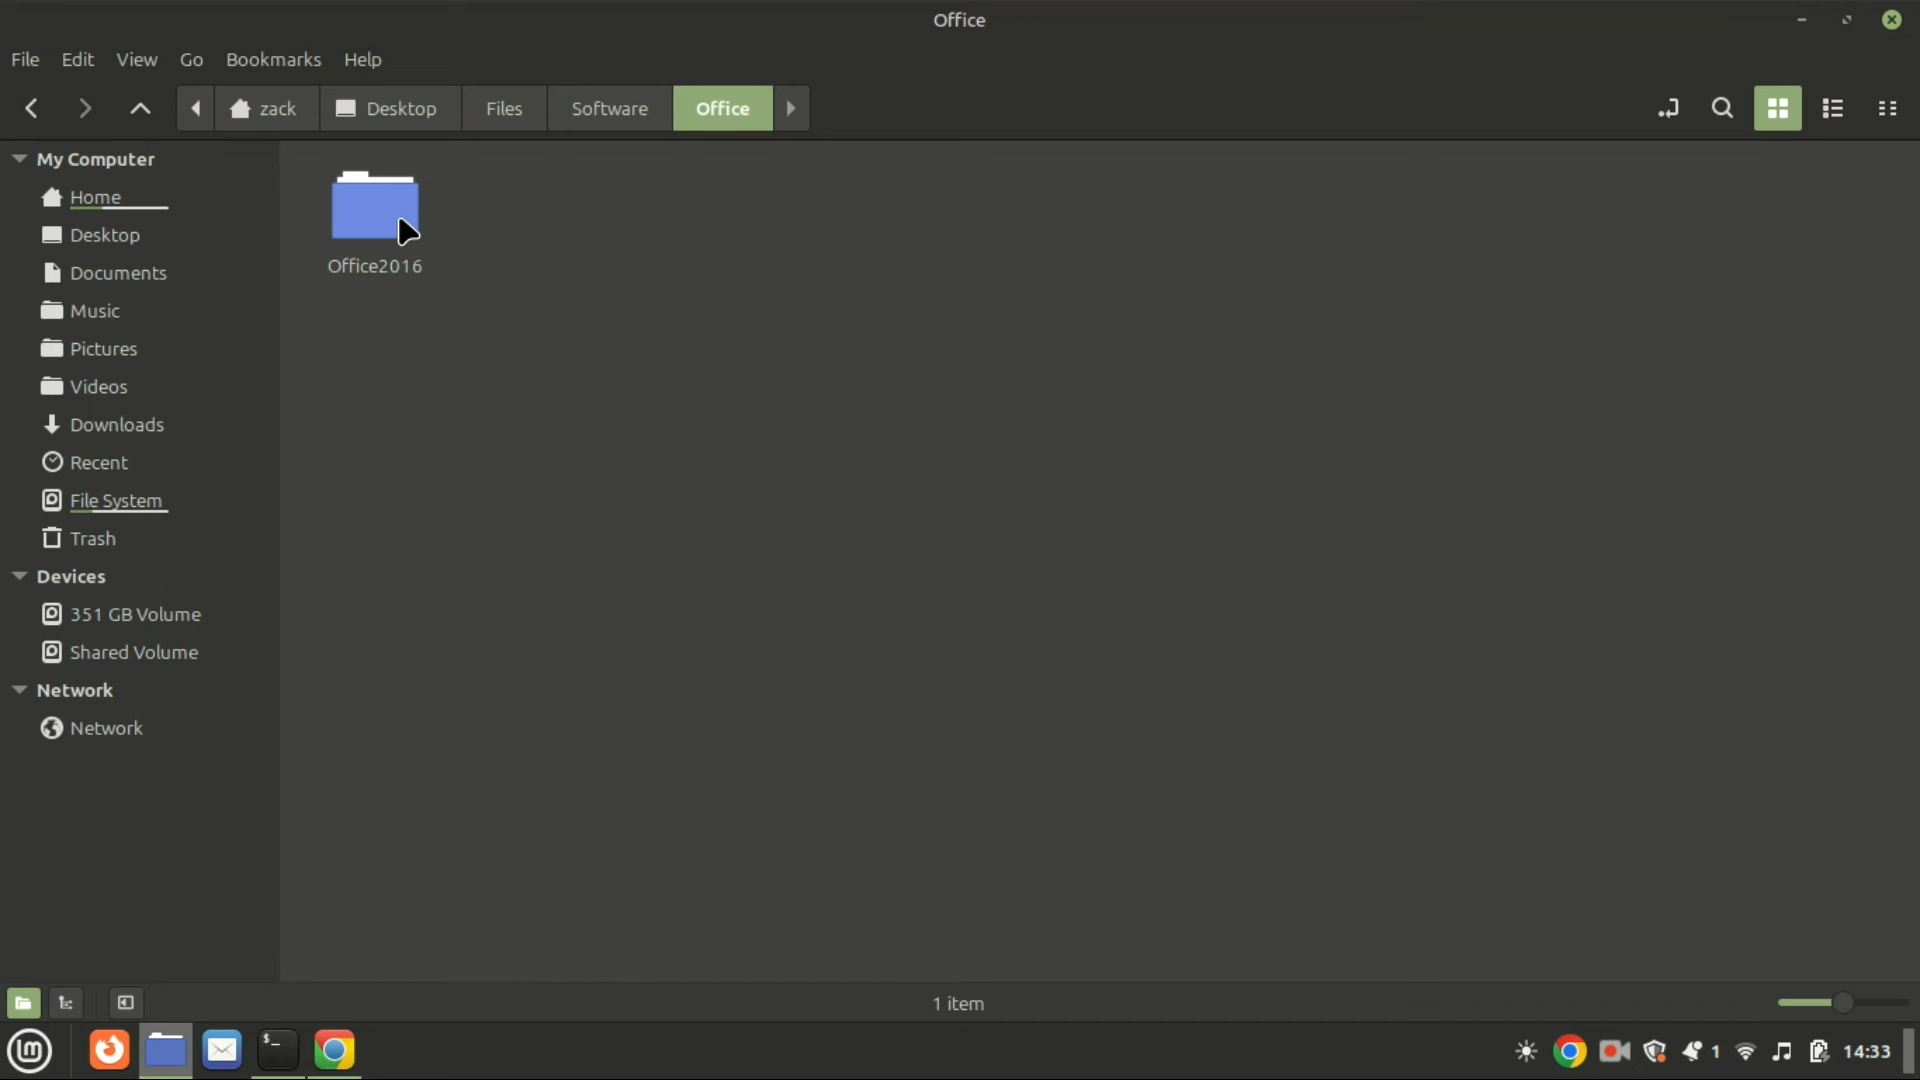 Office
File Edit View Go Bookmarks Help
zack Desktop Files Software Office
My Computer
Home
Desktop
Documents
Music
Pictures
Videos
Downloads
Recent
File System
Trash
Devices
351 GB Volume
Shared Volume
Network
Network
Office2016
1 item
$_
1 14:33